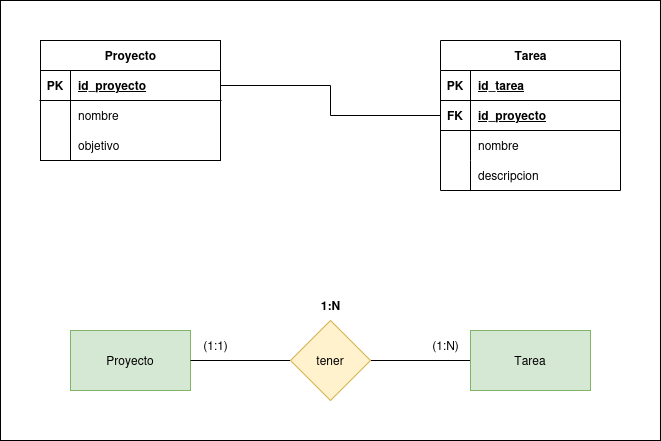 Proyecto
PK id_proyecto
nombre
objetivo
Tarea
PK id_tarea
FK id_proyecto
nombre
descripcion
1:N
Proyecto (1:1) tener (1:N) Tarea